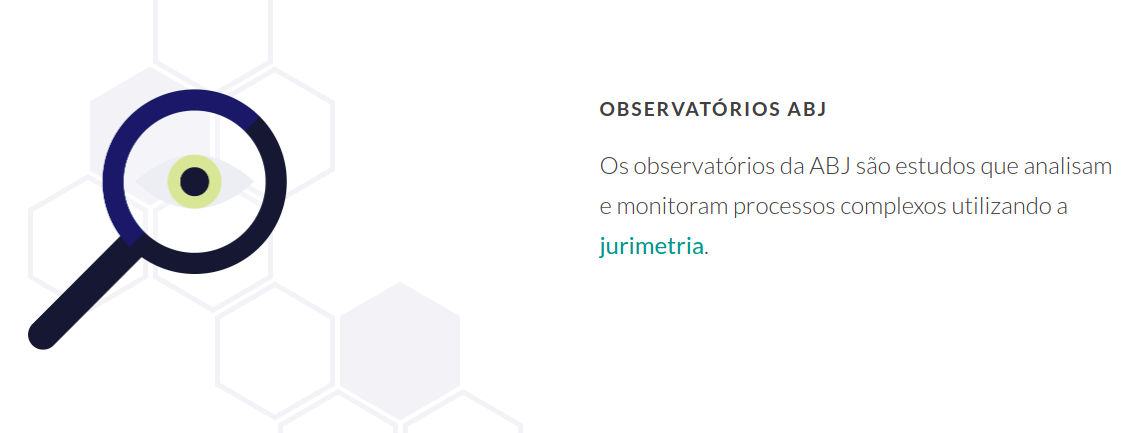 OBSERVATÓRIOS ABJ
Os observatórios da ABJ são estudos que analisam
e monitoram processos complexos utilizando a
jurimetria.